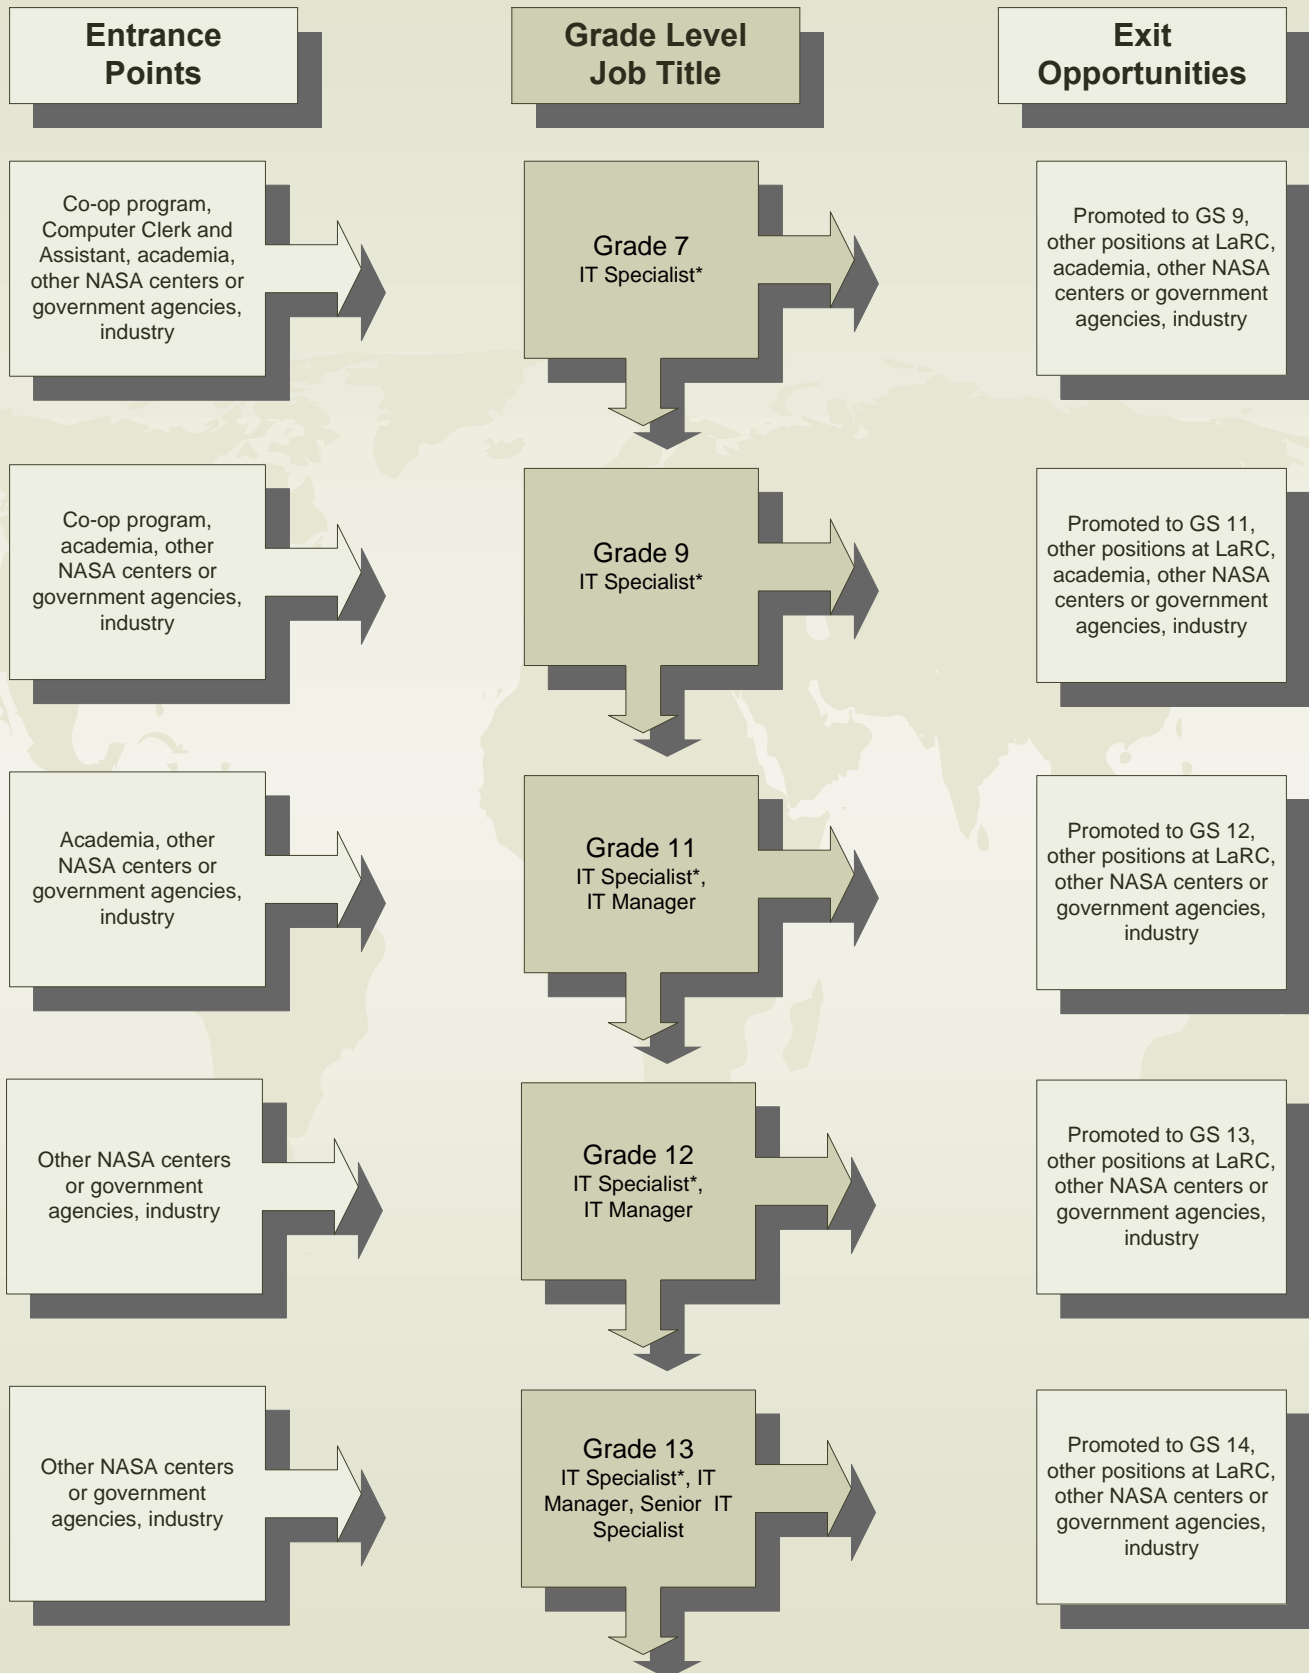 Entrance
Points
Grade Level
Job Title
Exit
Opportunities
Co-op program,
Computer Clerk and
Assistant, academia,
other NASA centers or
government agencies,
industry
Grade 7
IT Specialist*
Promoted to GS 9,
other positions at LaRC,
academia, other NASA
centers or government
agencies, industry
Co-op program,
academia, other
NASA centers or
government agencies,
industry
Grade 9
IT Specialist*
Promoted to GS 11,
other positions at LaRC,
academia, other NASA
centers or government
agencies, industry
Academia, other
NASA centers or
government agencies,
industry
Grade 11
IT Specialist*,
IT Manager
Promoted to GS 12,
other positions at LaRC,
other NASA centers or
government agencies,
industry
Other NASA centers
or government
agencies, industry
Grade 12
IT Specialist*,
IT Manager
Promoted to GS 13,
other positions at LaRC,
other NASA centers or
government agencies,
industry
Other NASA centers
or government
agencies, industry
Grade 13
IT Specialist*, IT
Manager, Senior IT
Specialist
Promoted to GS 14,
other positions at LaRC,
other NASA centers or
government agencies,
industry